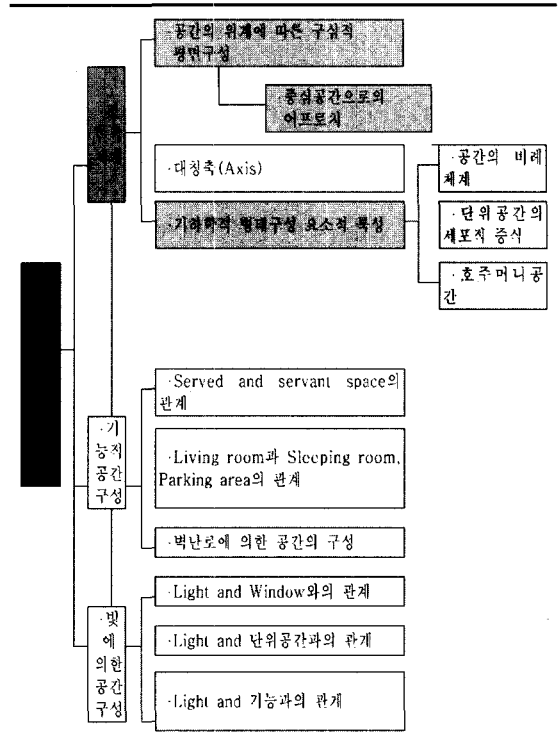 ·공간의 위계에 따른 구심적
평면구성
·중심공간으로의
어프로치
·대칭축(Axis)
·기하학적 형태구성 요소적 특성
·공간의 비례
체계
·단위공간의
세포적 증식
·호주머니공
간
·기
능적
공간
구성
·Served and servant space의
관계
·Living room과 Sleeping room,
Parking area의 관계
·벽난로에 의한 공간의 구성
·빛
에
의한
공간
구성
·Light and Window와의 관계
·Light and 단위공간과의 관계
·Light and 기능과의 관계